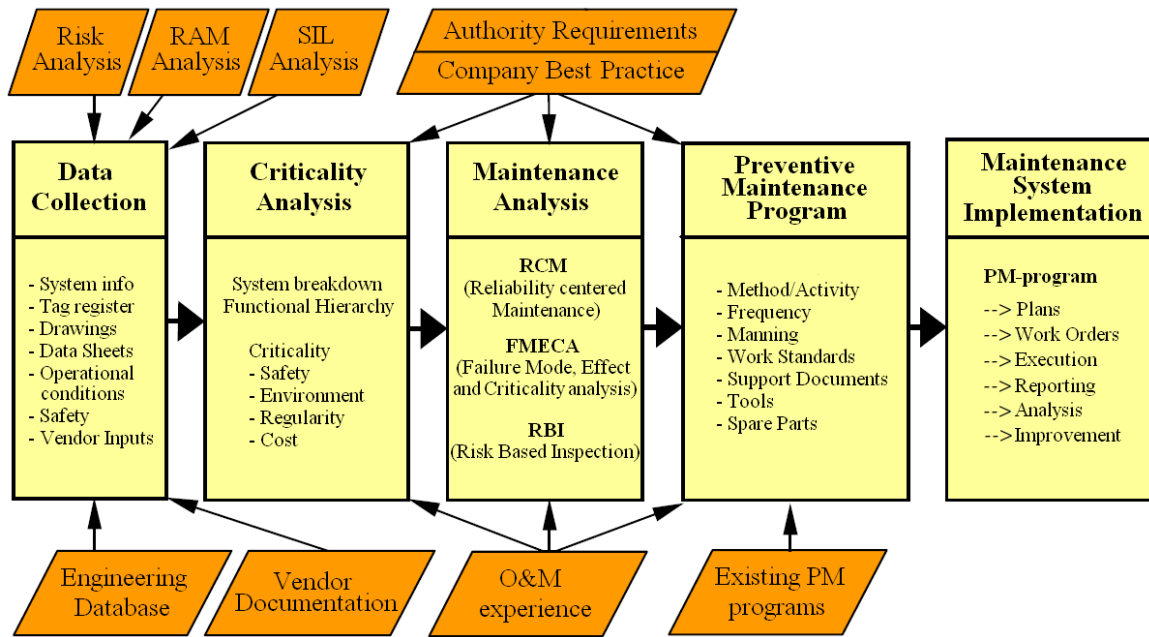 Risk
Analysis
RAM
Analysis
SIL
Analysis
Authority Requirements
Company Best Practice
Data
Collection
- System info
- Tag register
- Drawings
- Data Sheets
- Operational
conditions
- Safety
- Vendor Inputs
Criticality
Analysis
System breakdown
Functional Hierarchy
Criticality
- Safety
- Environment
- Regularity
- Cost
Maintenance
Analysis
RCM
(Reliability centered
Maintenance)
FMECA
(Failure Mode, Effect
and Criticality analysis)
RBI
(Risk Based Inspection)
Preventive
Maintenance
Program
- Method/Activity
- Frequency
- Manning
- Work Standards
- Support Documents
- Tools
- Spare Parts
Maintenance
System
Implementation
PM-program
--> Plans
--> Work Orders
--> Execution
--> Reporting
--> Analysis
-->Improvement
Engineering
Database
Vendor
Documentation
O&M
experience
Existing PM
programs